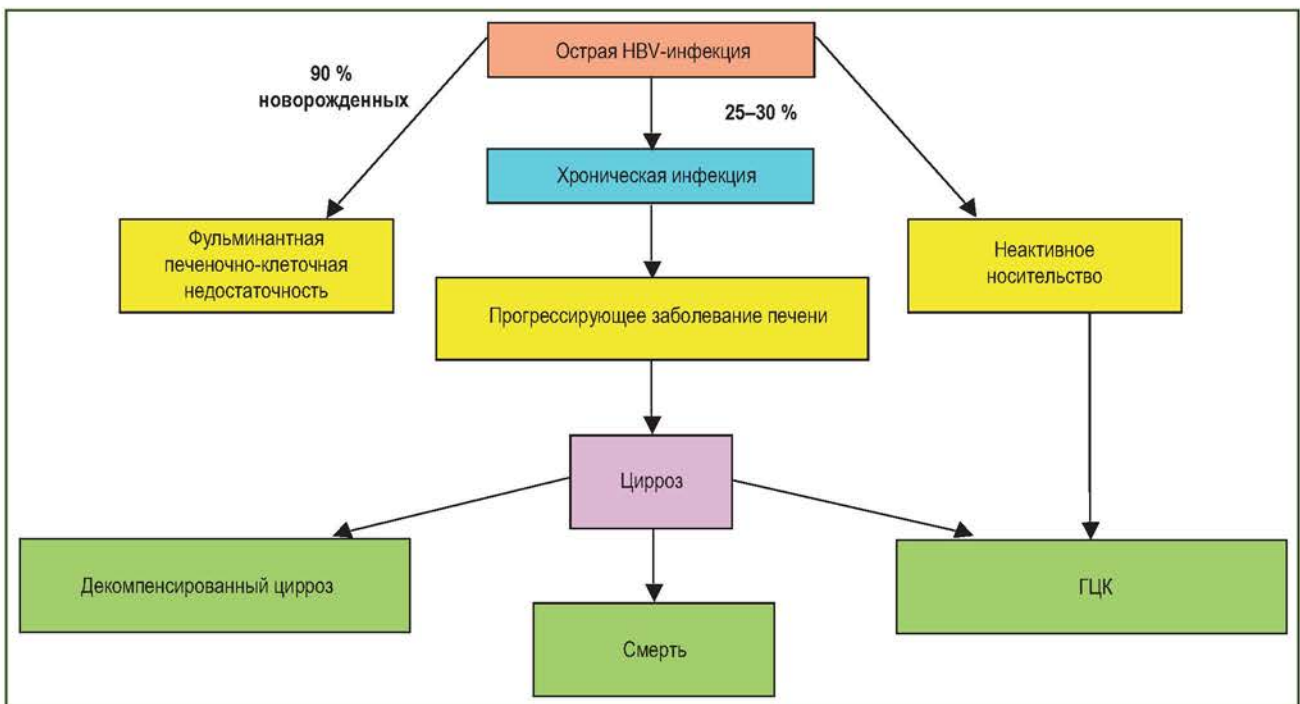 Острая HBV-инфекция
90 %
новорожденных
25–30 %
Хроническая инфекция
Фульминантная
печеночно-клеточная
недостаточность
Неактивное
носительство
Прогрессирующее заболевание печени
Цирроз
Декомпенсированный цирроз
ГЦК
Смерть